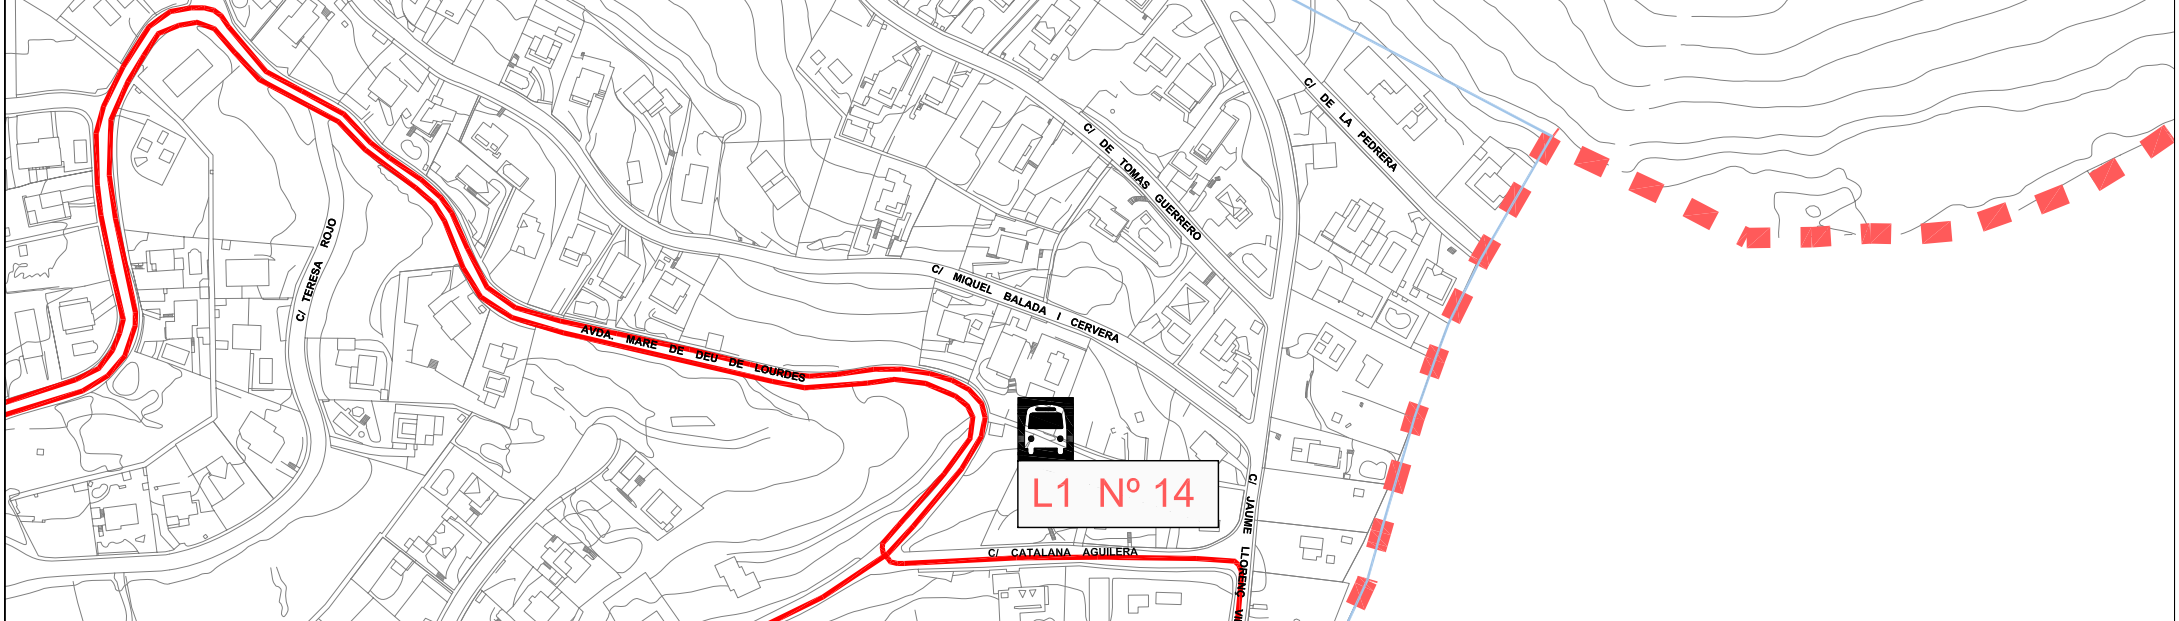 C/ DE LA PEDRERA
C/ DE TOMAS GUERRERO
C/ TERESA ROJO
C/ MIQUEL BALADA I CERVERA
AVDA. MARE DE DEU DE LOURDES
L1 Nº 14
C/ JAUME LLORENÇ
C/ CATALANA AGUILERA